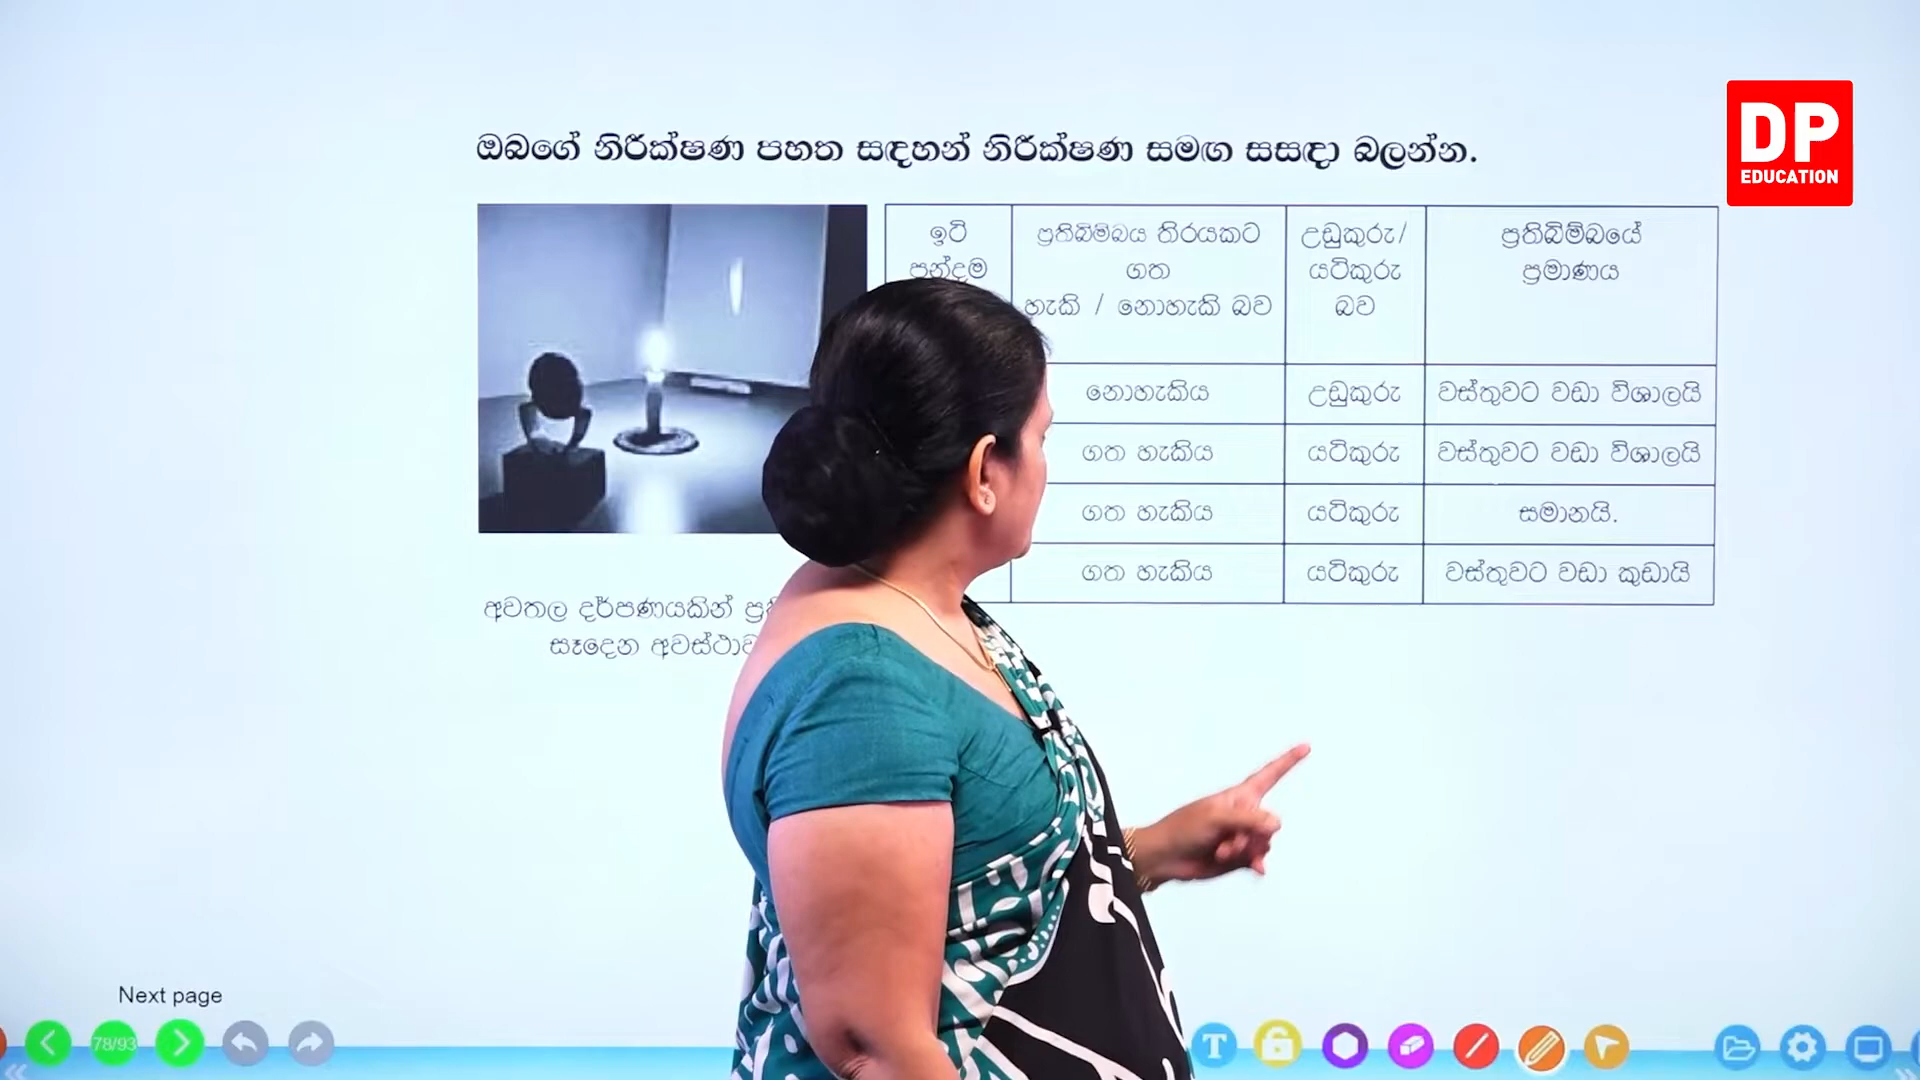 DP
EDUCATION
ඔබගේ නිරීක්ෂණ පහත සඳහන් නිරීක්ෂණ සමඟ සසඳා බලන්න.
ඉටි
පන්දම
ප්‍රතිබිම්බය තිරයකට
ගත
හැකි / නොහැකි බව
උඩුකුරු/
යටිකුරු
බව
ප්‍රතිබිම්බයේ
ප්‍රමාණය
නොහැකිය උඩුකුරු වස්තුවට වඩා විශාලයි
ගත හැකිය යටිකුරු වස්තුවට වඩා විශාලයි
ගත හැකිය යටිකුරු සමානයි.
ගත හැකිය යටිකුරු වස්තුවට වඩා කුඩායි
අවතල දර්පණයකින්
සෑදෙන
Next page
78/93
T